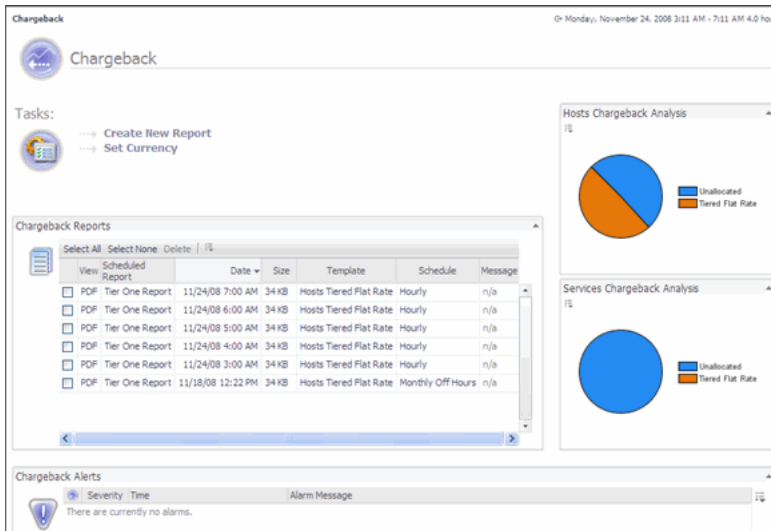 Chargeback
Monday, November 24, 2008 3:11 AM - 7:11 AM 4.0 hou
Chargeback
Tasks:
Create New Report
Set Currency
Hosts Chargeback Analysis
Unallocated
Tiered Flat Rate
Chargeback Reports
Select All Select None Delete
View Scheduled Report Date Size Template Schedule Message
PDF Tier One Report 11/24/08 7:00 AM 34 KB Hosts Tiered Flat Rate Hourly n/a
PDF Tier One Report 11/24/08 6:00 AM 34 KB Hosts Tiered Flat Rate Hourly n/a
PDF Tier One Report 11/24/08 5:00 AM 34 KB Hosts Tiered Flat Rate Hourly n/a
PDF Tier One Report 11/24/08 4:00 AM 34 KB Hosts Tiered Flat Rate Hourly n/a
PDF Tier One Report 11/24/08 3:00 AM 34 KB Hosts Tiered Flat Rate Hourly n/a
PDF Tier One Report 11/18/08 12:22 PM 34 KB Hosts Tiered Flat Rate Monthly Off Hours n/a
Services Chargeback Analysis
Unallocated
Tiered Flat Rate
Chargeback Alerts
Severity Time Alarm Message
There are currently no alarms.